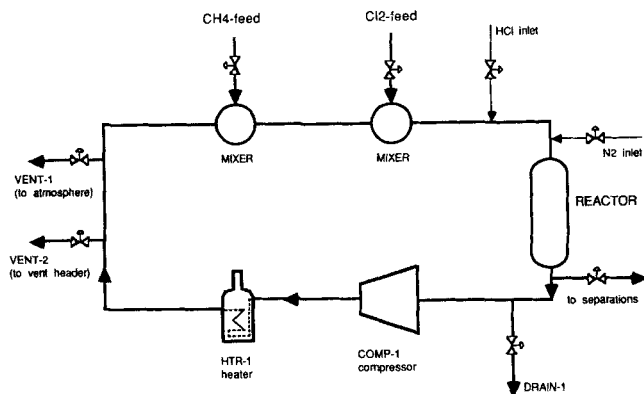 CH4-feed
Cl2-feed
HCl inlet
MIXER
MIXER
N2 inlet
VENT-1
(to atmosphere)
REACTOR
VENT-2
(to vent header)
to separations
HTR-1
heater
COMP-1
compressor
DRAIN-1